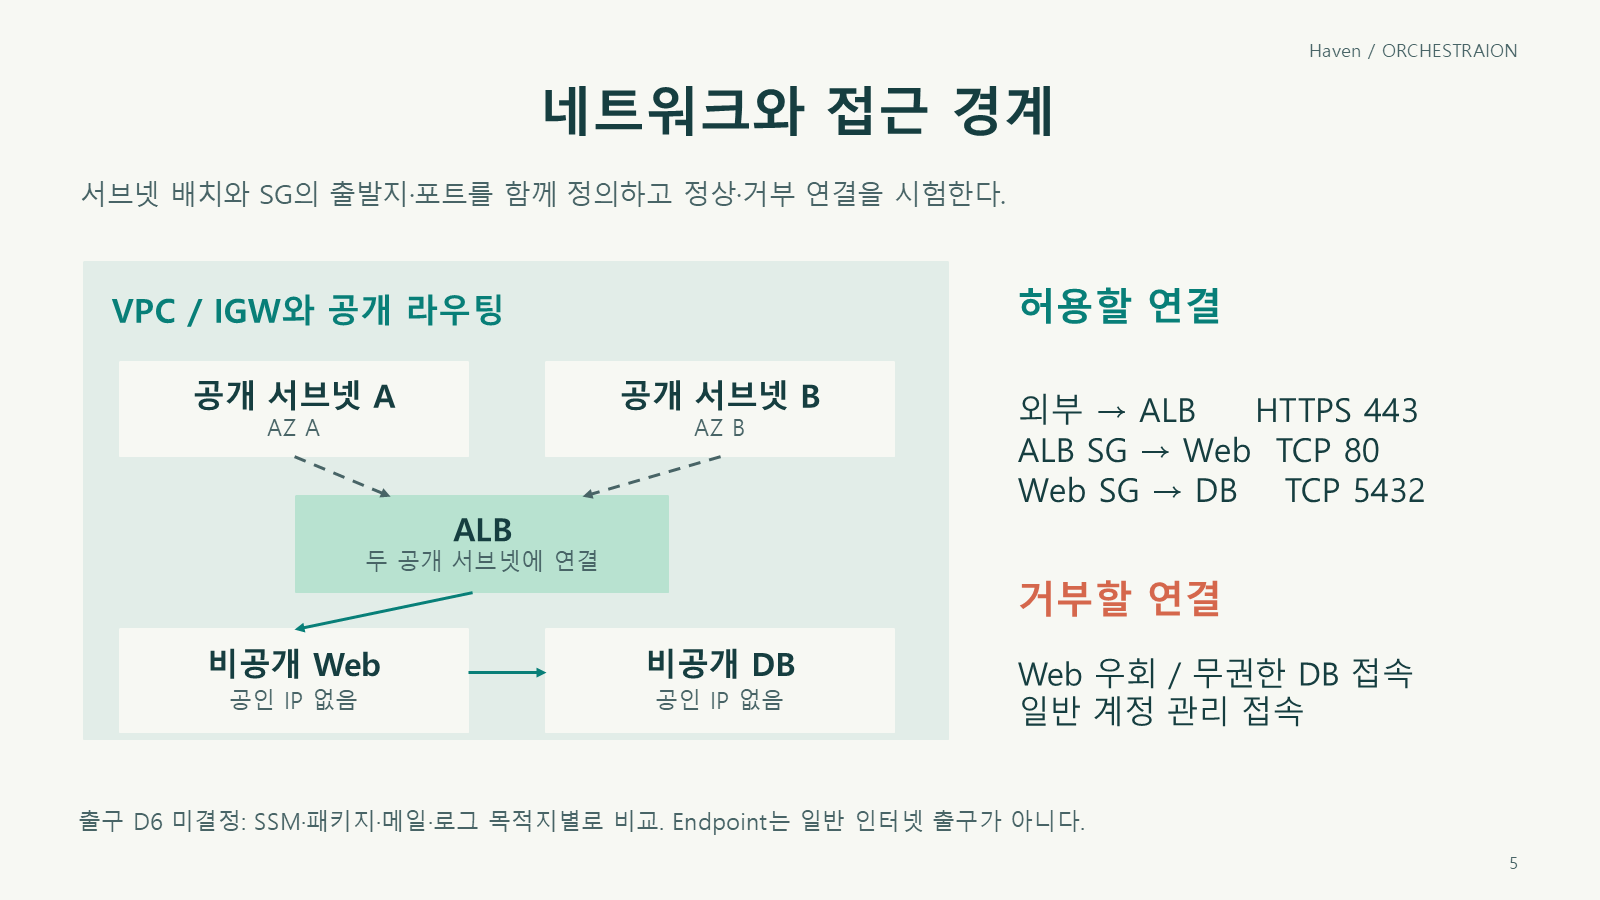 Haven / ORCHESTRAION
네트워크와 접근 경계
서브넷 배치와 SG의 출발지·포트를 함께 정의하고 정상·거부 연결을 시험한다.
VPC / IGW와 공개 라우팅
공개 서브넷 A
AZ A
공개 서브넷 B
AZ B
ALB
두 공개 서브넷에 연결
비공개 Web
공인 IP 없음
비공개 DB
공인 IP 없음
허용할 연결
외부 → ALB HTTPS 443
ALB SG → Web TCP 80
Web SG → DB TCP 5432
거부할 연결
Web 우회 / 무권한 DB 접속
일반 계정 관리 접속
출구 D6 미결정: SSM·패키지·메일·로그 목적지별로 비교. Endpoint는 일반 인터넷 출구가 아니다.
5